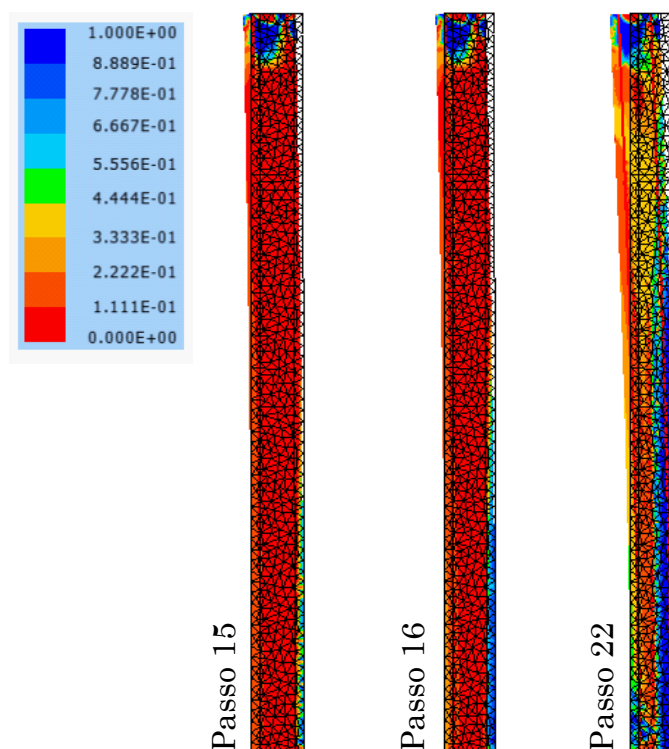 1.000E+00
8.889E-01
7.778E-01
6.667E-01
5.556E-01
4.444E-01
3.333E-01
2.222E-01
1.111E-01
0.000E+00
Passo 15
Passo 16
Passo 22